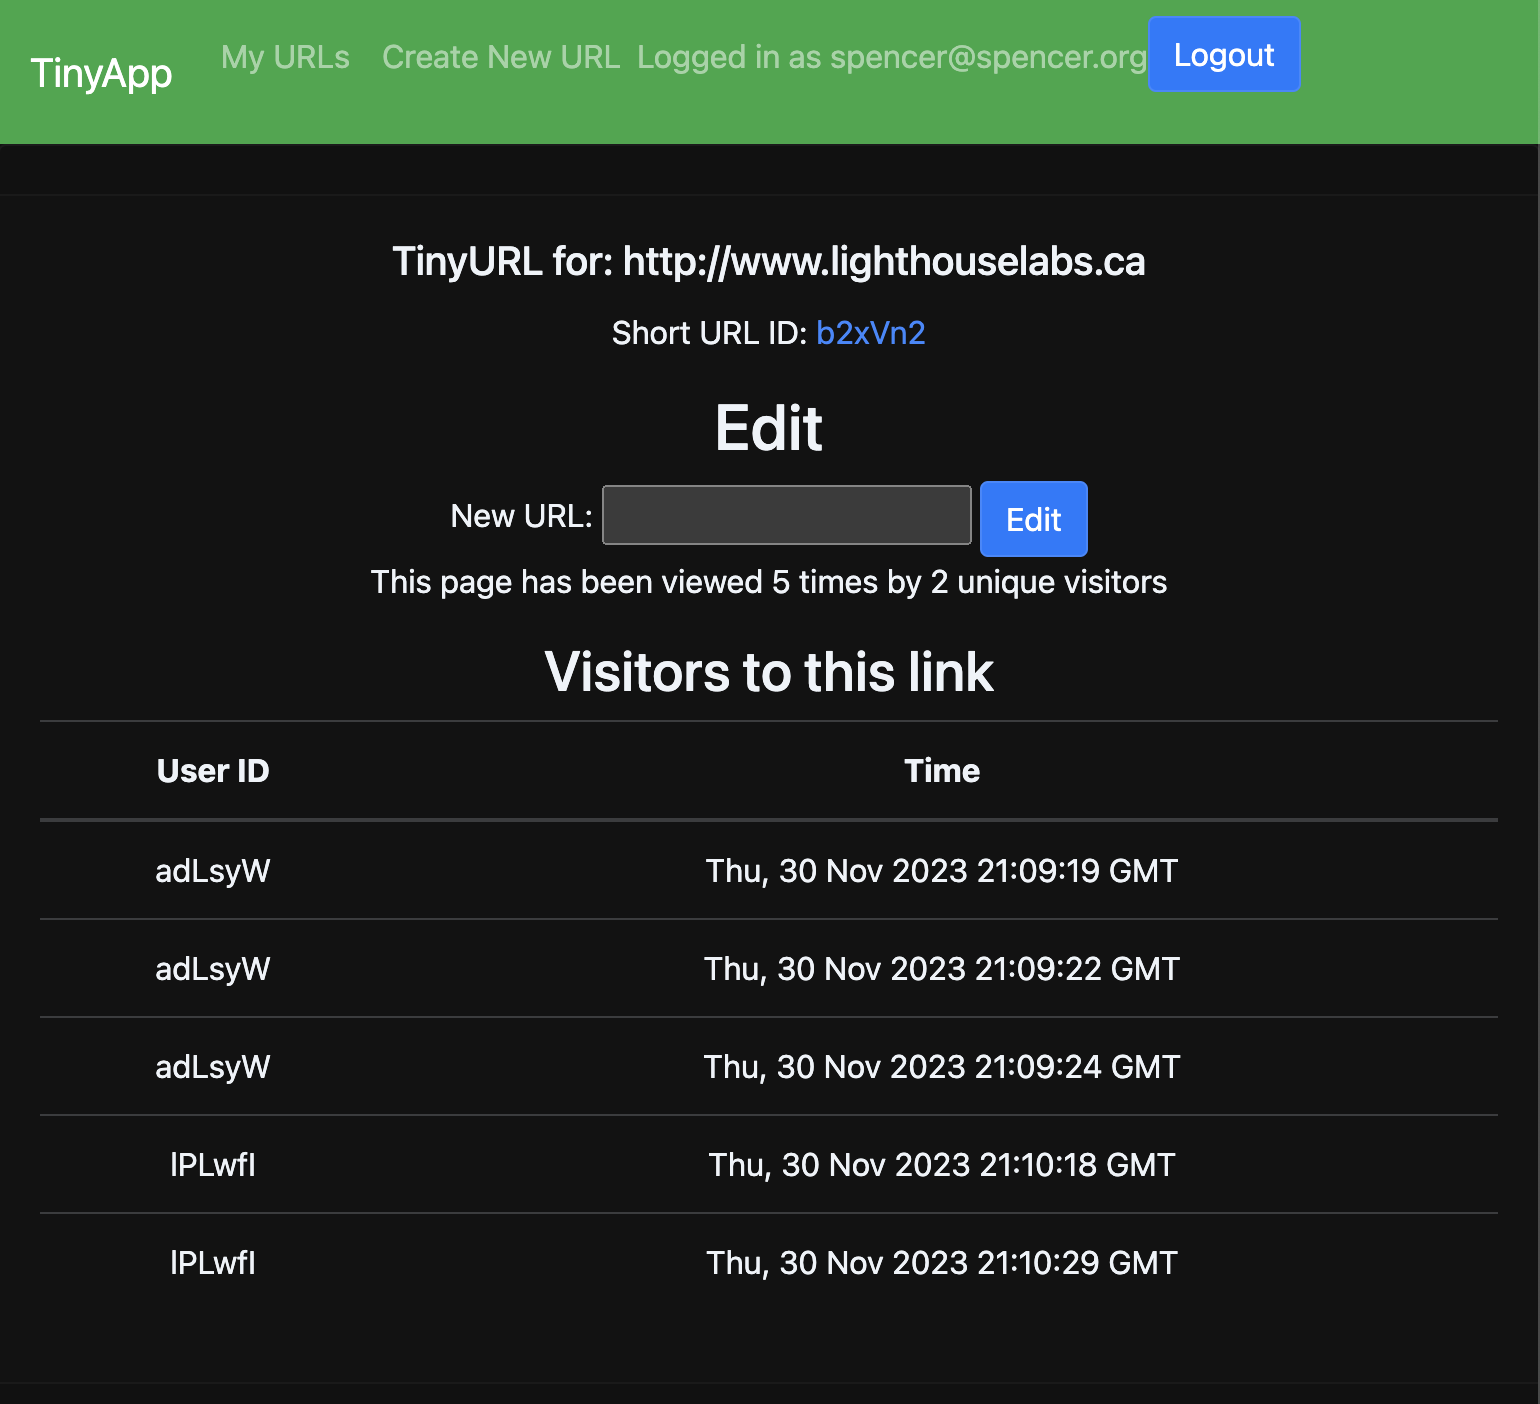 TinyApp My URLs Create New URL Logged in as spencer@spencer.org Logout
TinyURL for: http://www.lighthouselabs.ca
Short URL ID: b2xVn2
Edit
New URL: Edit
This page has been viewed 5 times by 2 unique visitors
Visitors to this link
User ID Time
adLsyW Thu, 30 Nov 2023 21:09:19 GMT
adLsyW Thu, 30 Nov 2023 21:09:22 GMT
adLsyW Thu, 30 Nov 2023 21:09:24 GMT
lPLwfI Thu, 30 Nov 2023 21:10:18 GMT
lPLwfI Thu, 30 Nov 2023 21:10:29 GMT